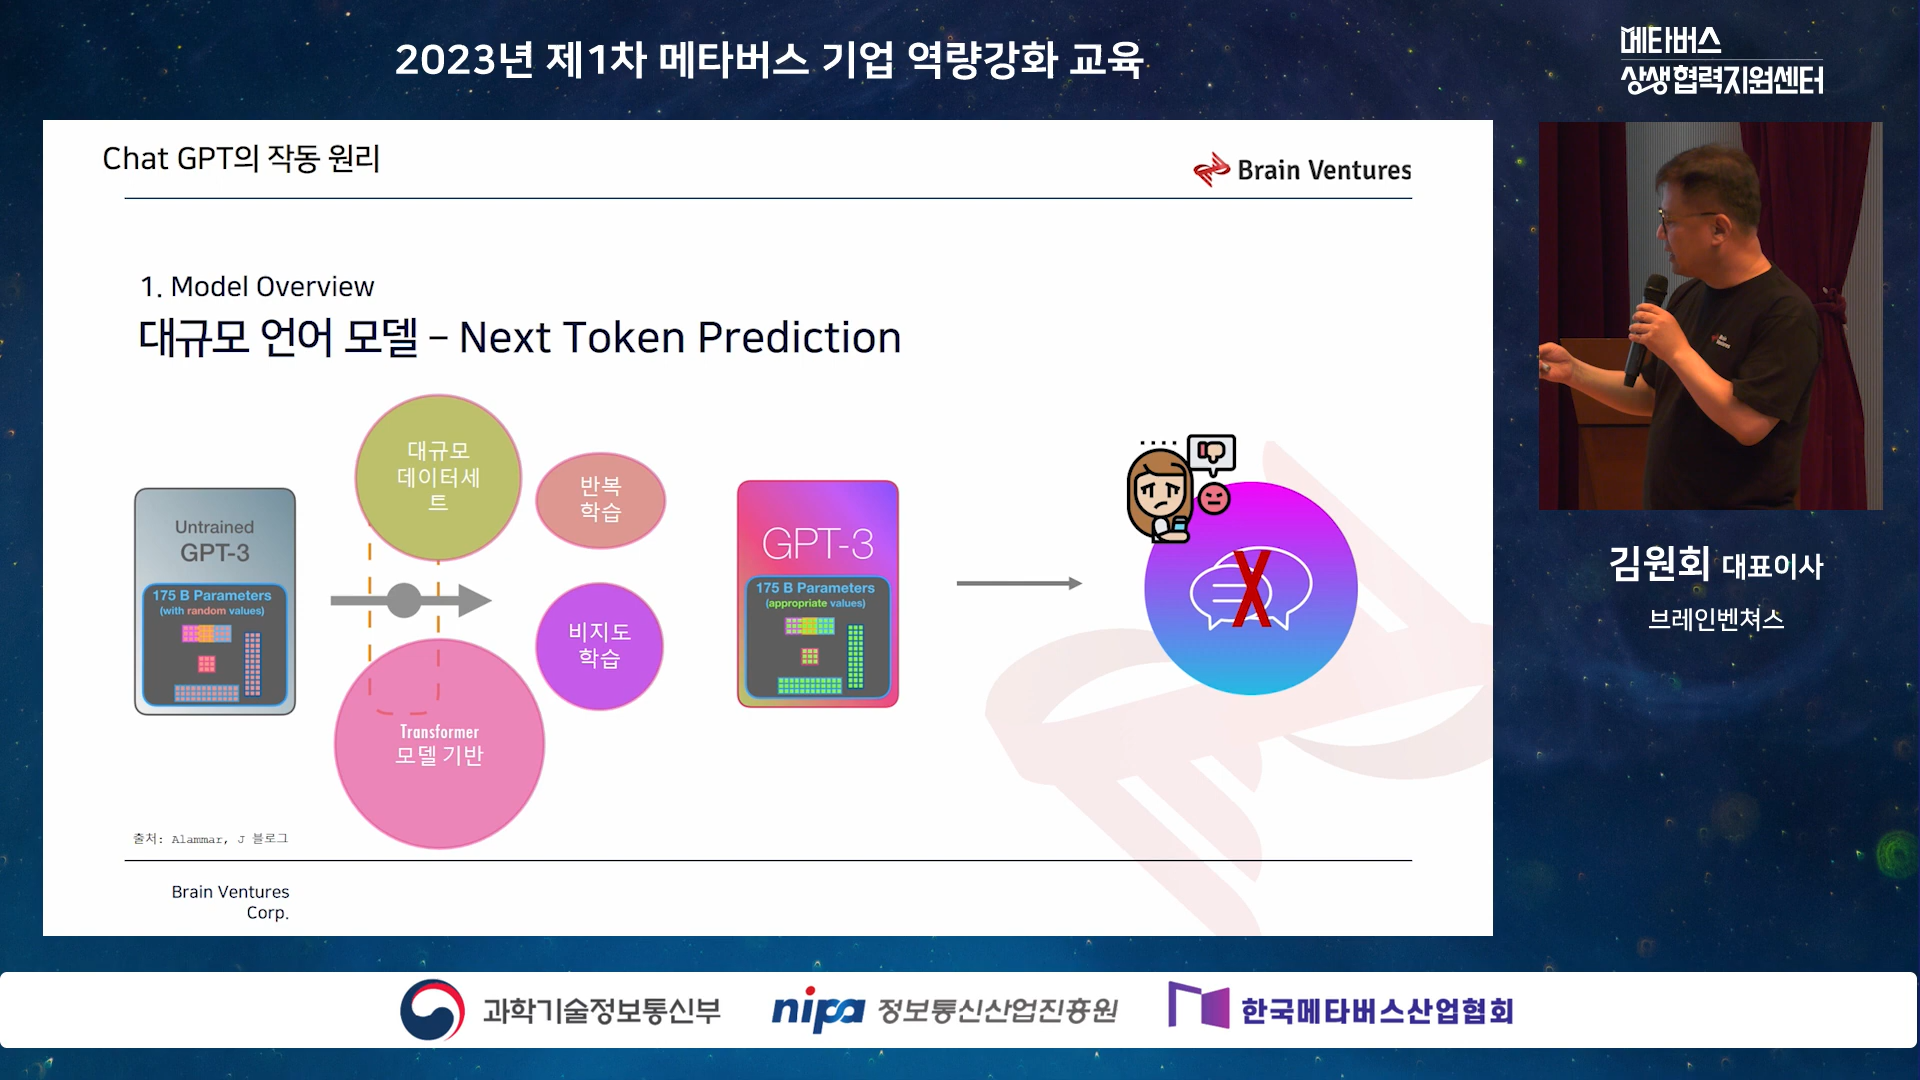 2023년 제1차 메타버스 기업 역량강화 교육
메타버스
상생협력지원센터
Chat GPT의 작동 원리
Brain Ventures
1. Model Overview
대규모 언어 모델 – Next Token Prediction
대규모
데이터세
트
반복
학습
Untrained
GPT-3
175 B Parameters
(with random values)
비지도
학습
Transformer
모델 기반
GPT-3
175 B Parameters
(appropriate values)
X
김원회 대표이사
브레인벤쳐스
출처: Alammar, J 블로그
Brain Ventures
Corp.
과학기술정보통신부
nipa 정보통신산업진흥원
한국메타버스산업협회